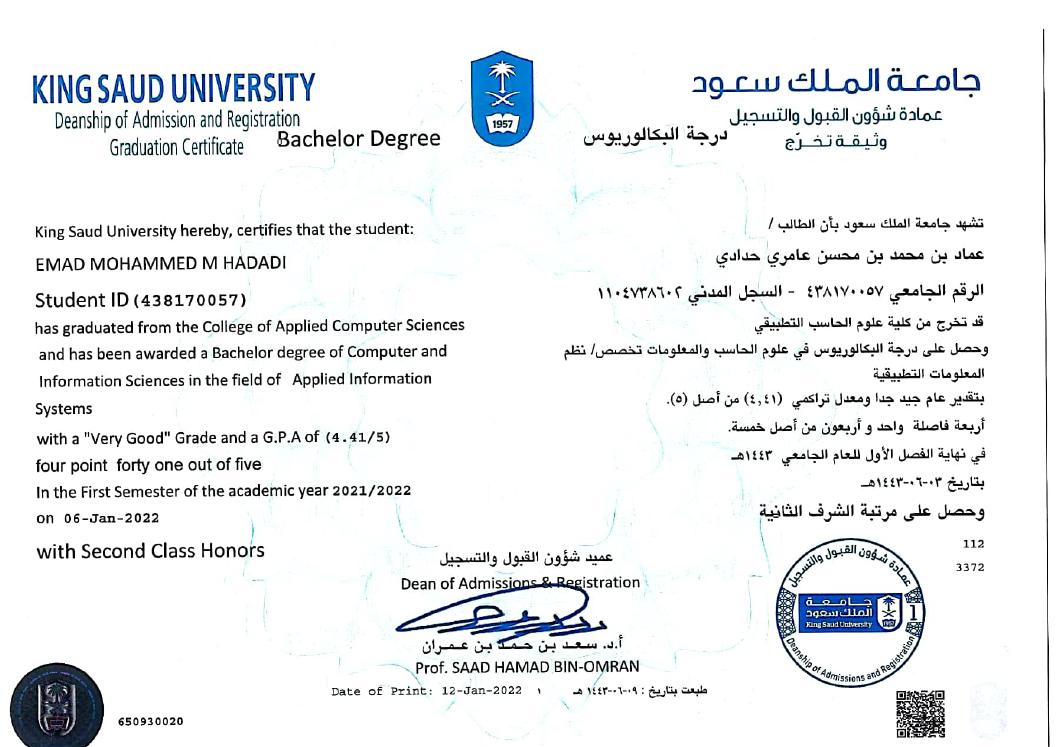 KING SAUD UNIVERSITY
Deanship of Admission and Registration
Graduation Certificate
Bachelor Degree
1957
جامعة الملك سعود
عمادة شؤون القبول والتسجيل
وثيقة تخرّج
درجة البكالوريوس
King Saud University hereby, certifies that the student:
EMAD MOHAMMED M HADADI
Student ID (438170057)
has graduated from the College of Applied Computer Sciences
and has been awarded a Bachelor degree of Computer and
Information Sciences in the field of Applied Information
Systems
with a "Very Good" Grade and a G.P.A of (4.41/5)
four point forty one out of five
In the First Semester of the academic year 2021/2022
on 06-Jan-2022
with Second Class Honors
تشهد جامعة الملك سعود بأن الطالب /
عماد بن محمد بن محسن عامري حدادي
الرقم الجامعي ٤٣٨١٧٠٠٥٧ - السجل المدني ١١٠٤٧٣٨٦٠٢
قد تخرج من كلية علوم الحاسب التطبيقي
وحصل على درجة البكالوريوس في علوم الحاسب والمعلومات تخصص/ نظم
المعلومات التطبيقية
بتقدير عام جيد جدا ومعدل تراكمي (٤,٤١) من أصل (٥).
أربعة فاصلة واحد و أربعون من أصل خمسة.
في نهاية الفصل الأول للعام الجامعي ١٤٤٣هـ
بتاريخ ٠٣-٠٦-١٤٤٣هـ
وحصل على مرتبة الشرف الثانية
112
3372
عميد شؤون القبول والتسجيل
Dean of Admissions & Registration
أ.د. سعد بن حمد بن عمران
Prof. SAAD HAMAD BIN-OMRAN
Date of Print: 12-Jan-2022 ١ طبعت بتاريخ : ٠٩-٠٦-١٤٤٣ هـ
عمادة شؤون القبول والتسجيل
جامعة
الملك سعود
King Saud University
1957
1
Deanship of Admissions and Registration
650930020